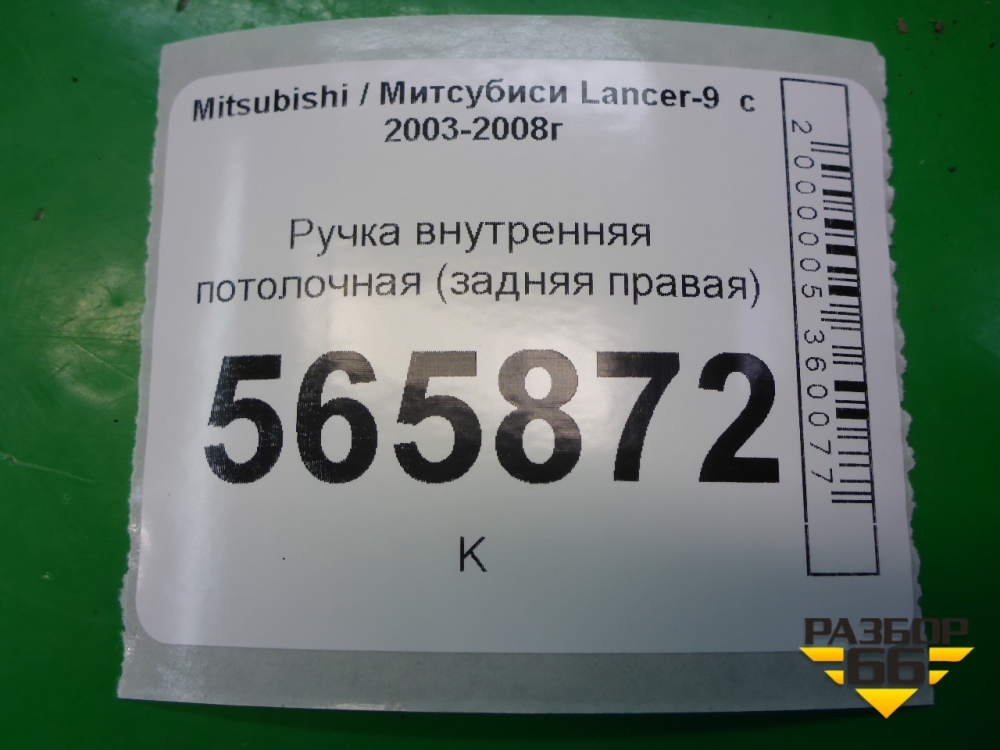 Mitsubishi / Митсубиси Lancer-9 с
2003-2008г
Ручка внутренняя
потолочная (задняя правая)
565872
К
2000005360077
РАЗБОР
66